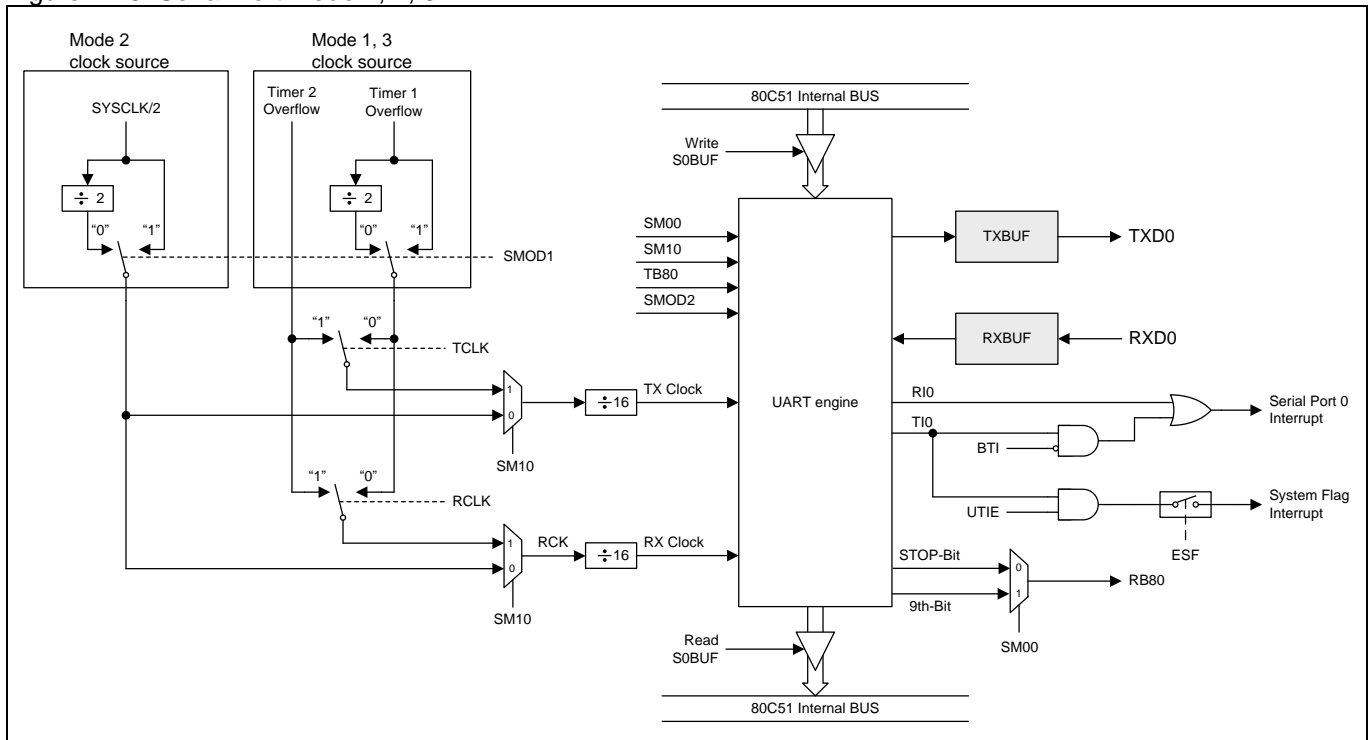 Mode 2
clock source
Mode 1, 3
clock source
SYSCLK/2
Timer 2
Overflow
Timer 1
Overflow
÷ 2
÷ 2
“0”
“1”
“0”
“1”
SMOD1
“1”
“0”
TCLK
1
0
SM10
÷16
TX Clock
“1”
“0”
RCLK
1
0
SM10
RCK
÷16
RX Clock
80C51 Internal BUS
Write
S0BUF
SM00
SM10
TB80
SMOD2
UART engine
TXBUF
TXD0
RXBUF
RXD0
RI0
TI0
BTI
Serial Port 0
Interrupt
UTIE
ESF
System Flag
Interrupt
STOP-Bit
9th-Bit
0
1
SM00
RB80
Read
S0BUF
80C51 Internal BUS